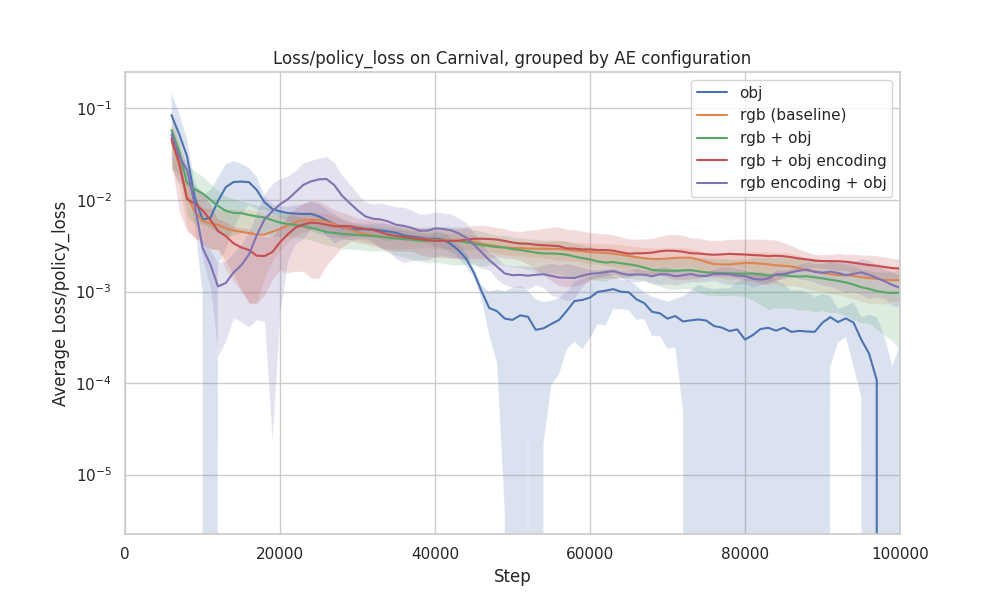 Loss/policy_loss on Carnival, grouped by AE configuration
obj
rgb (baseline)
rgb + obj
rgb + obj encoding
rgb encoding + obj
Average Loss/policy_loss
10⁻¹
10⁻²
10⁻³
10⁻⁴
10⁻⁵
0 20000 40000 60000 80000 100000
Step